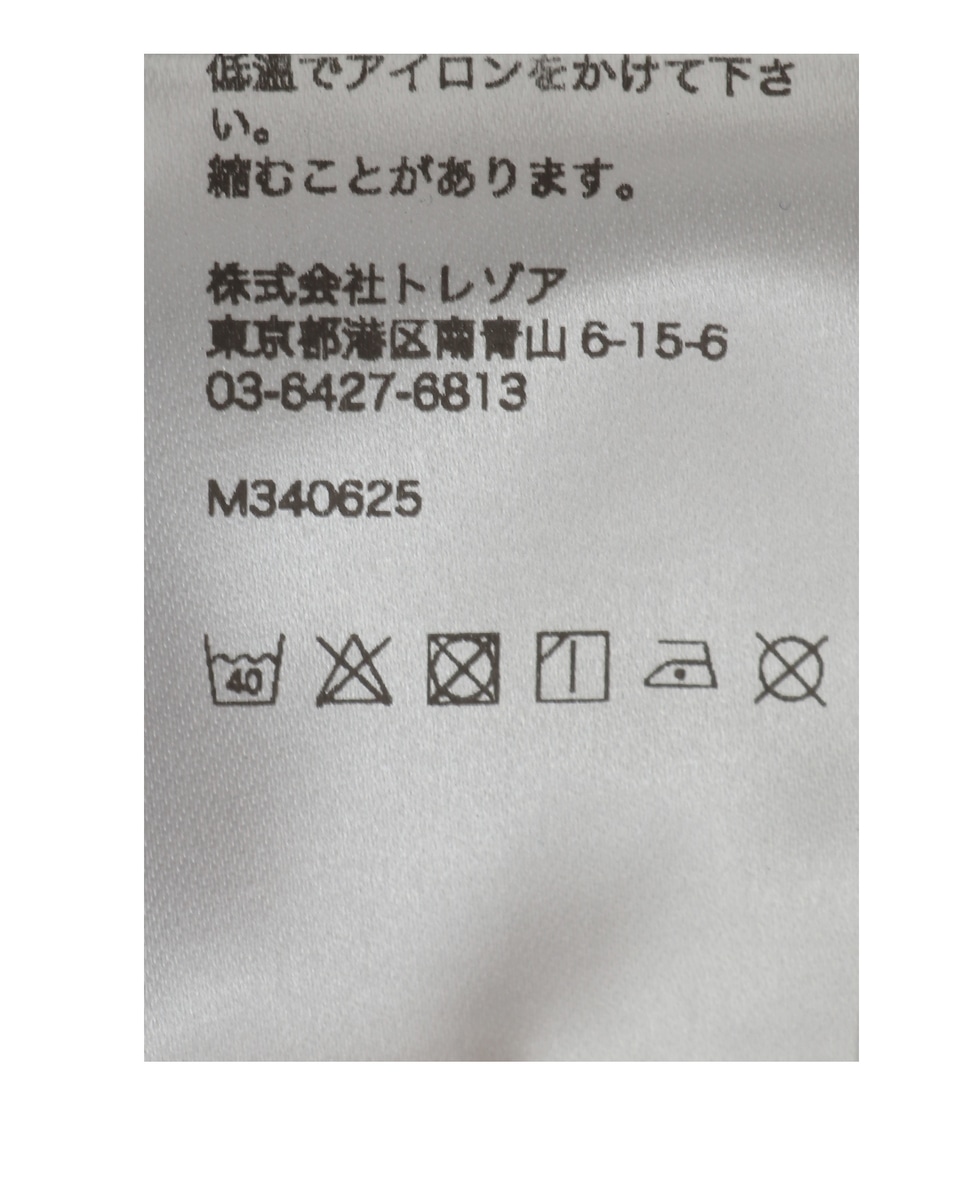 低温でアイロンをかけて下さ
い。
縮むことがあります。
株式会社トレゾア
東京都港区南青山 6-15-6
03-6427-6813
M340625
40